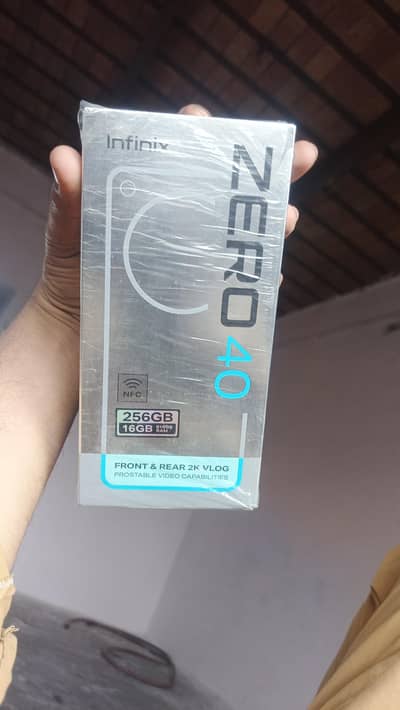 Infinix
ZERO 40
NFC
256GB
16GB
FRONT & REAR 2K VLOG
PROSTABLE VIDEO CAPABILITIES